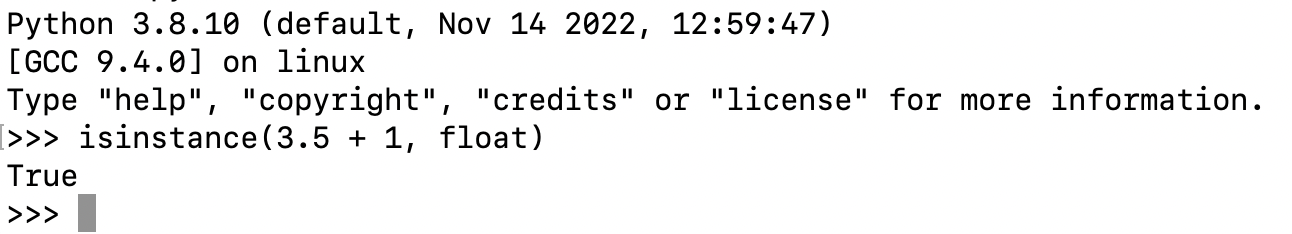 Python 3.8.10 (default, Nov 14 2022, 12:59:47)
[GCC 9.4.0] on linux
Type "help", "copyright", "credits" or "license" for more information.
>>> isinstance(3.5 + 1, float)
True
>>>